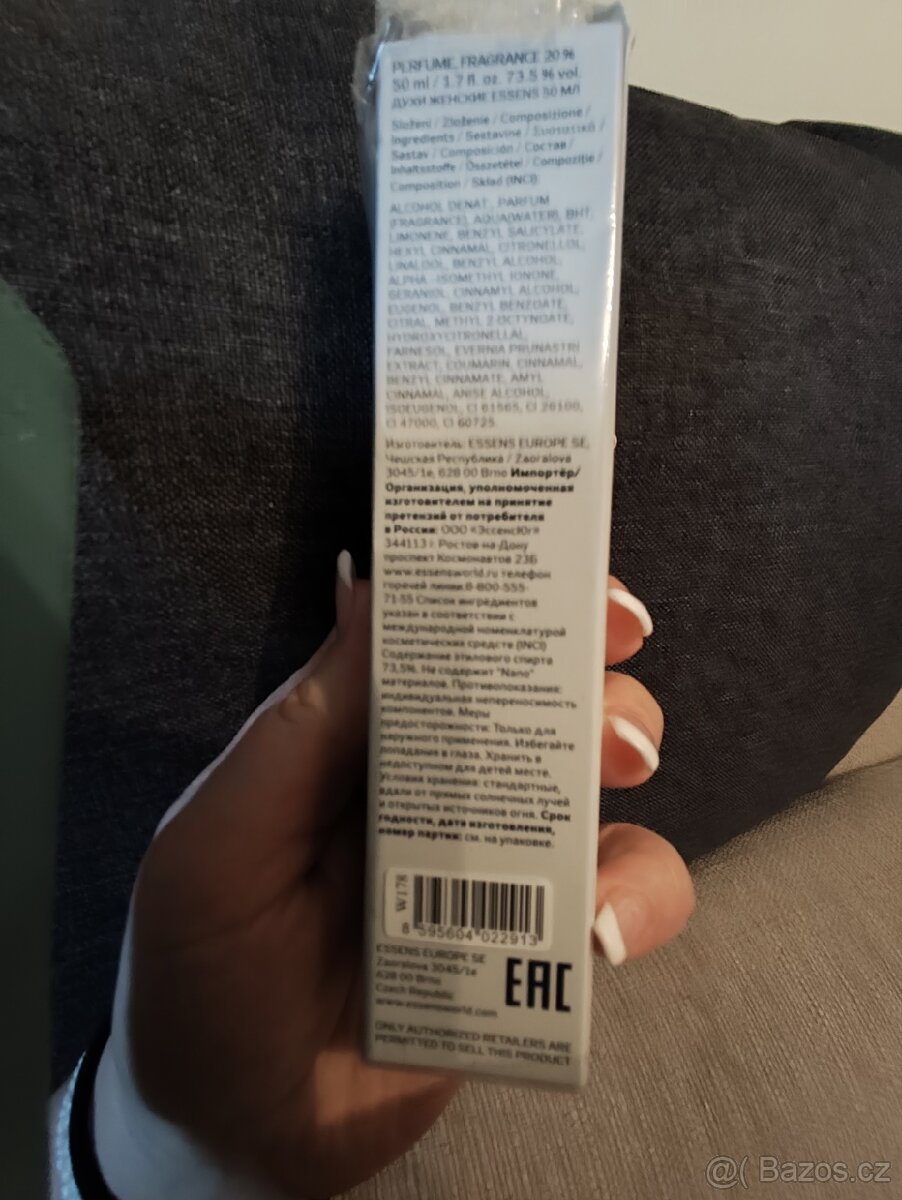 PERFUME, FRAGRANCE 20 %
50 ml / 1.7 fl. oz. 73.5 % vol.
ДУХИ ЖЕНСКИЕ ESSENS 50 МЛ
Složení / Zloženie / Composizione /
Ingredients / Sestavine / Συστατικά /
Sastav / Composición / Состав /
Inhaltsstoffe / Összetétel / Compoziţie /
Composition / Skład (INCI):
ALCOHOL DENAT., PARFUM
(FRAGRANCE), AQUA(WATER), BHT,
LIMONENE, BENZYL SALICYLATE,
HEXYL CINNAMAL, CITRONELLOL,
LINALOOL, BENZYL ALCOHOL,
ALPHA -ISOMETHYL IONONE,
GERANIOL, CINNAMYL ALCOHOL,
EUGENOL, BENZYL BENZOATE,
CITRAL, METHYL 2-OCTYNOATE,
HYDROXYCITRONELLAL,
FARNESOL, EVERNIA PRUNASTRI
EXTRACT, COUMARIN, CINNAMAL,
BENZYL CINNAMATE, AMYL
CINNAMAL, ANISE ALCOHOL,
ISOEUGENOL, CI 61565, CI 26100,
CI 47000, CI 60725.
Изготовитель: ESSENS EUROPE SE,
Чешская Республика / Zaoralova
3045/1e, 628 00 Brno Импортёр/
Организация, уполномоченная
изготовителем на принятие
претензий от потребителя
в России: ООО «ЭссенсЮг»
344113 г. Ростов-на-Дону
проспект Космонавтов 23Б
www.essensworld.ru телефон
горячей линии:8-800-555-
71-55 Список ингредиентов
указан в соответствии с
международной номенклатурой
косметических средств (INCI)
Содержание этилового спирта
73,5%. Не содержит "Nano"
материалов. Противопоказания:
индивидуальная непереносимость
компонентов. Меры
предосторожности: Только для
наружного применения. Избегайте
попадания в глаза. Хранить в
недоступном для детей месте.
Условия хранения: стандартные,
вдали от прямых солнечных лучей
и открытых источников огня. Срок
годности, дата изготовления,
номер партии: см. на упаковке.
W178
8 595604 022913
ESSENS EUROPE SE
Zaoralova 3045/1e
628 00 Brno
Czech Republic
www.essensworld.com
EAC
ONLY AUTHORIZED RETAILERS ARE
PERMITTED TO SELL THIS PRODUCT
@( Bazos.cz